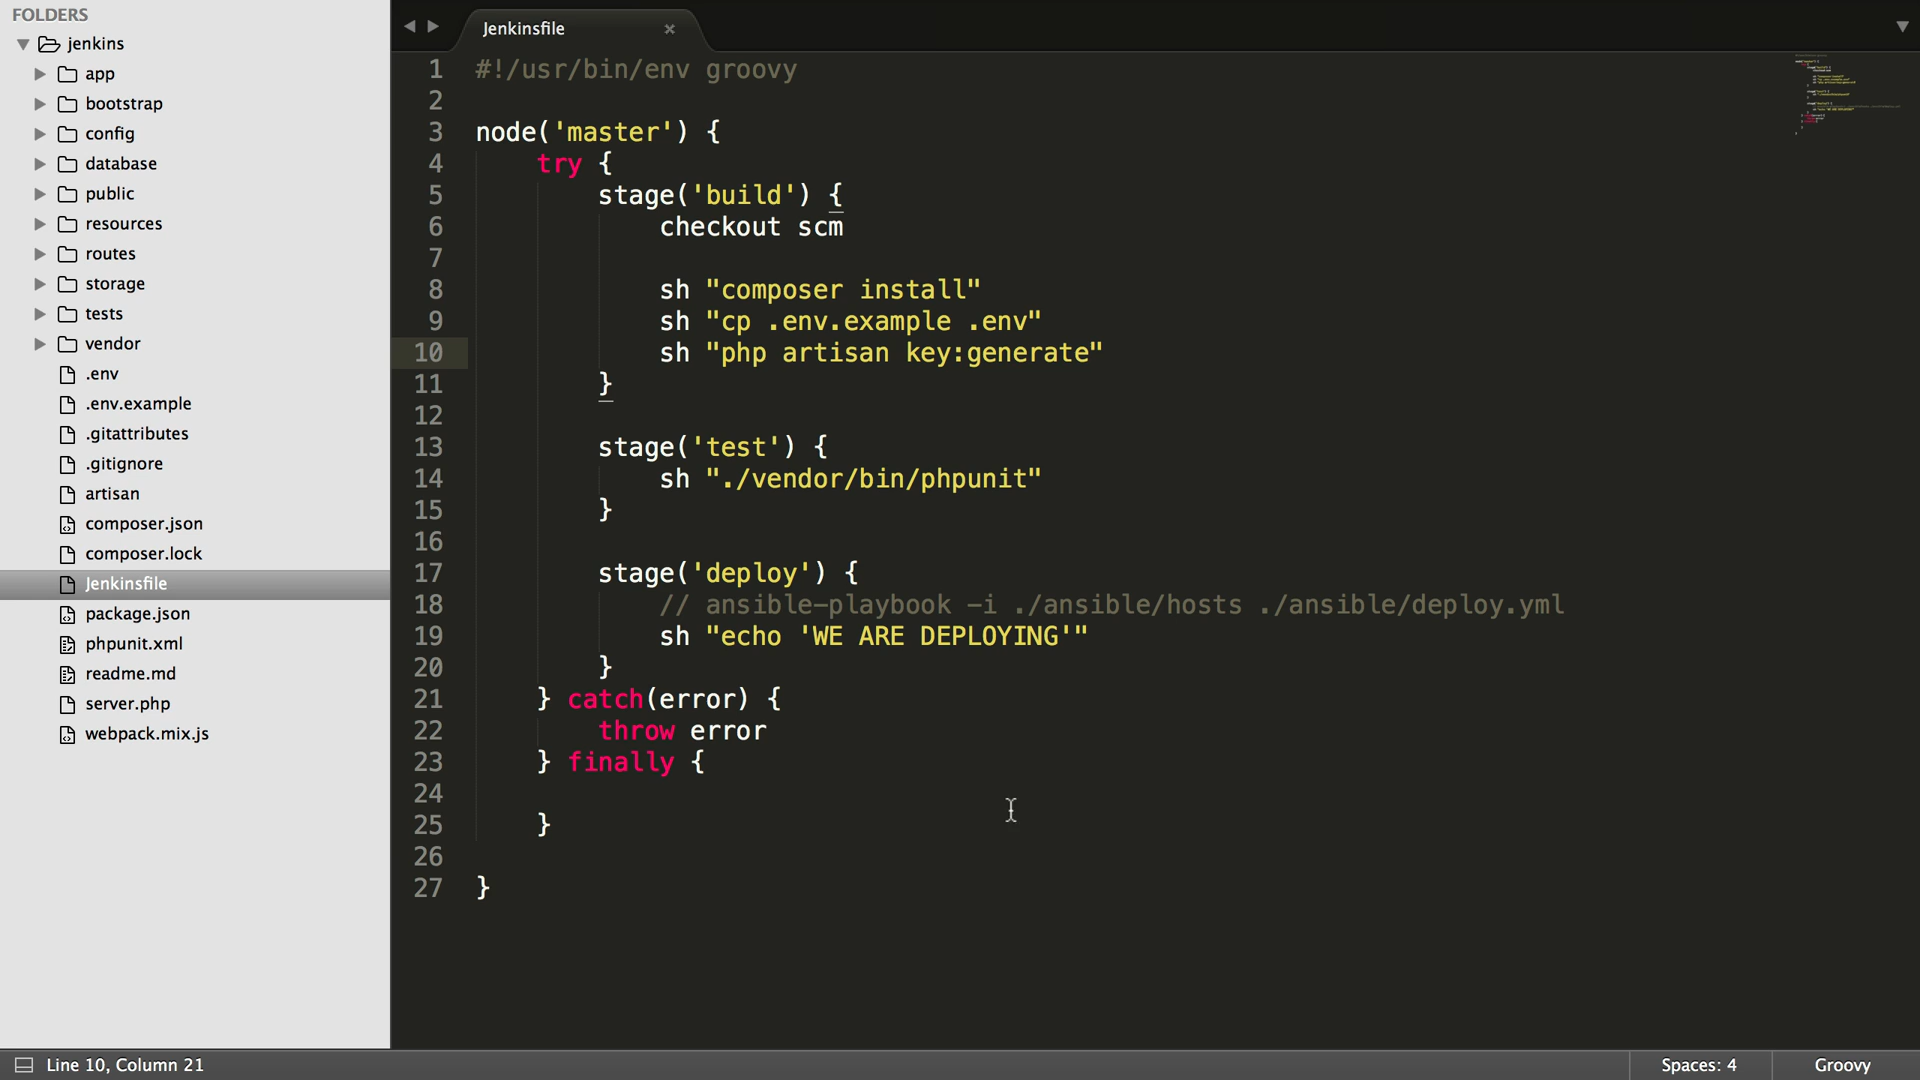 FOLDERS
jenkins
app
bootstrap
config
database
public
resources
routes
storage
tests
vendor
.env
.env.example
.gitattributes
.gitignore
artisan
composer.json
composer.lock
Jenkinsfile
package.json
phpunit.xml
readme.md
server.php
webpack.mix.js
Jenkinsfile ×
1 #!/usr/bin/env groovy
2
3 node('master') {
4     try {
5         stage('build') {
6             checkout scm
7
8             sh "composer install"
9             sh "cp .env.example .env"
10             sh "php artisan key:generate"
11         }
12
13         stage('test') {
14             sh "./vendor/bin/phpunit"
15         }
16
17         stage('deploy') {
18             // ansible-playbook -i ./ansible/hosts ./ansible/deploy.yml
19             sh "echo 'WE ARE DEPLOYING'"
20         }
21     } catch(error) {
22         throw error
23     } finally {
24
25     }
26
27 }
Line 10, Column 21
Spaces: 4
Groovy